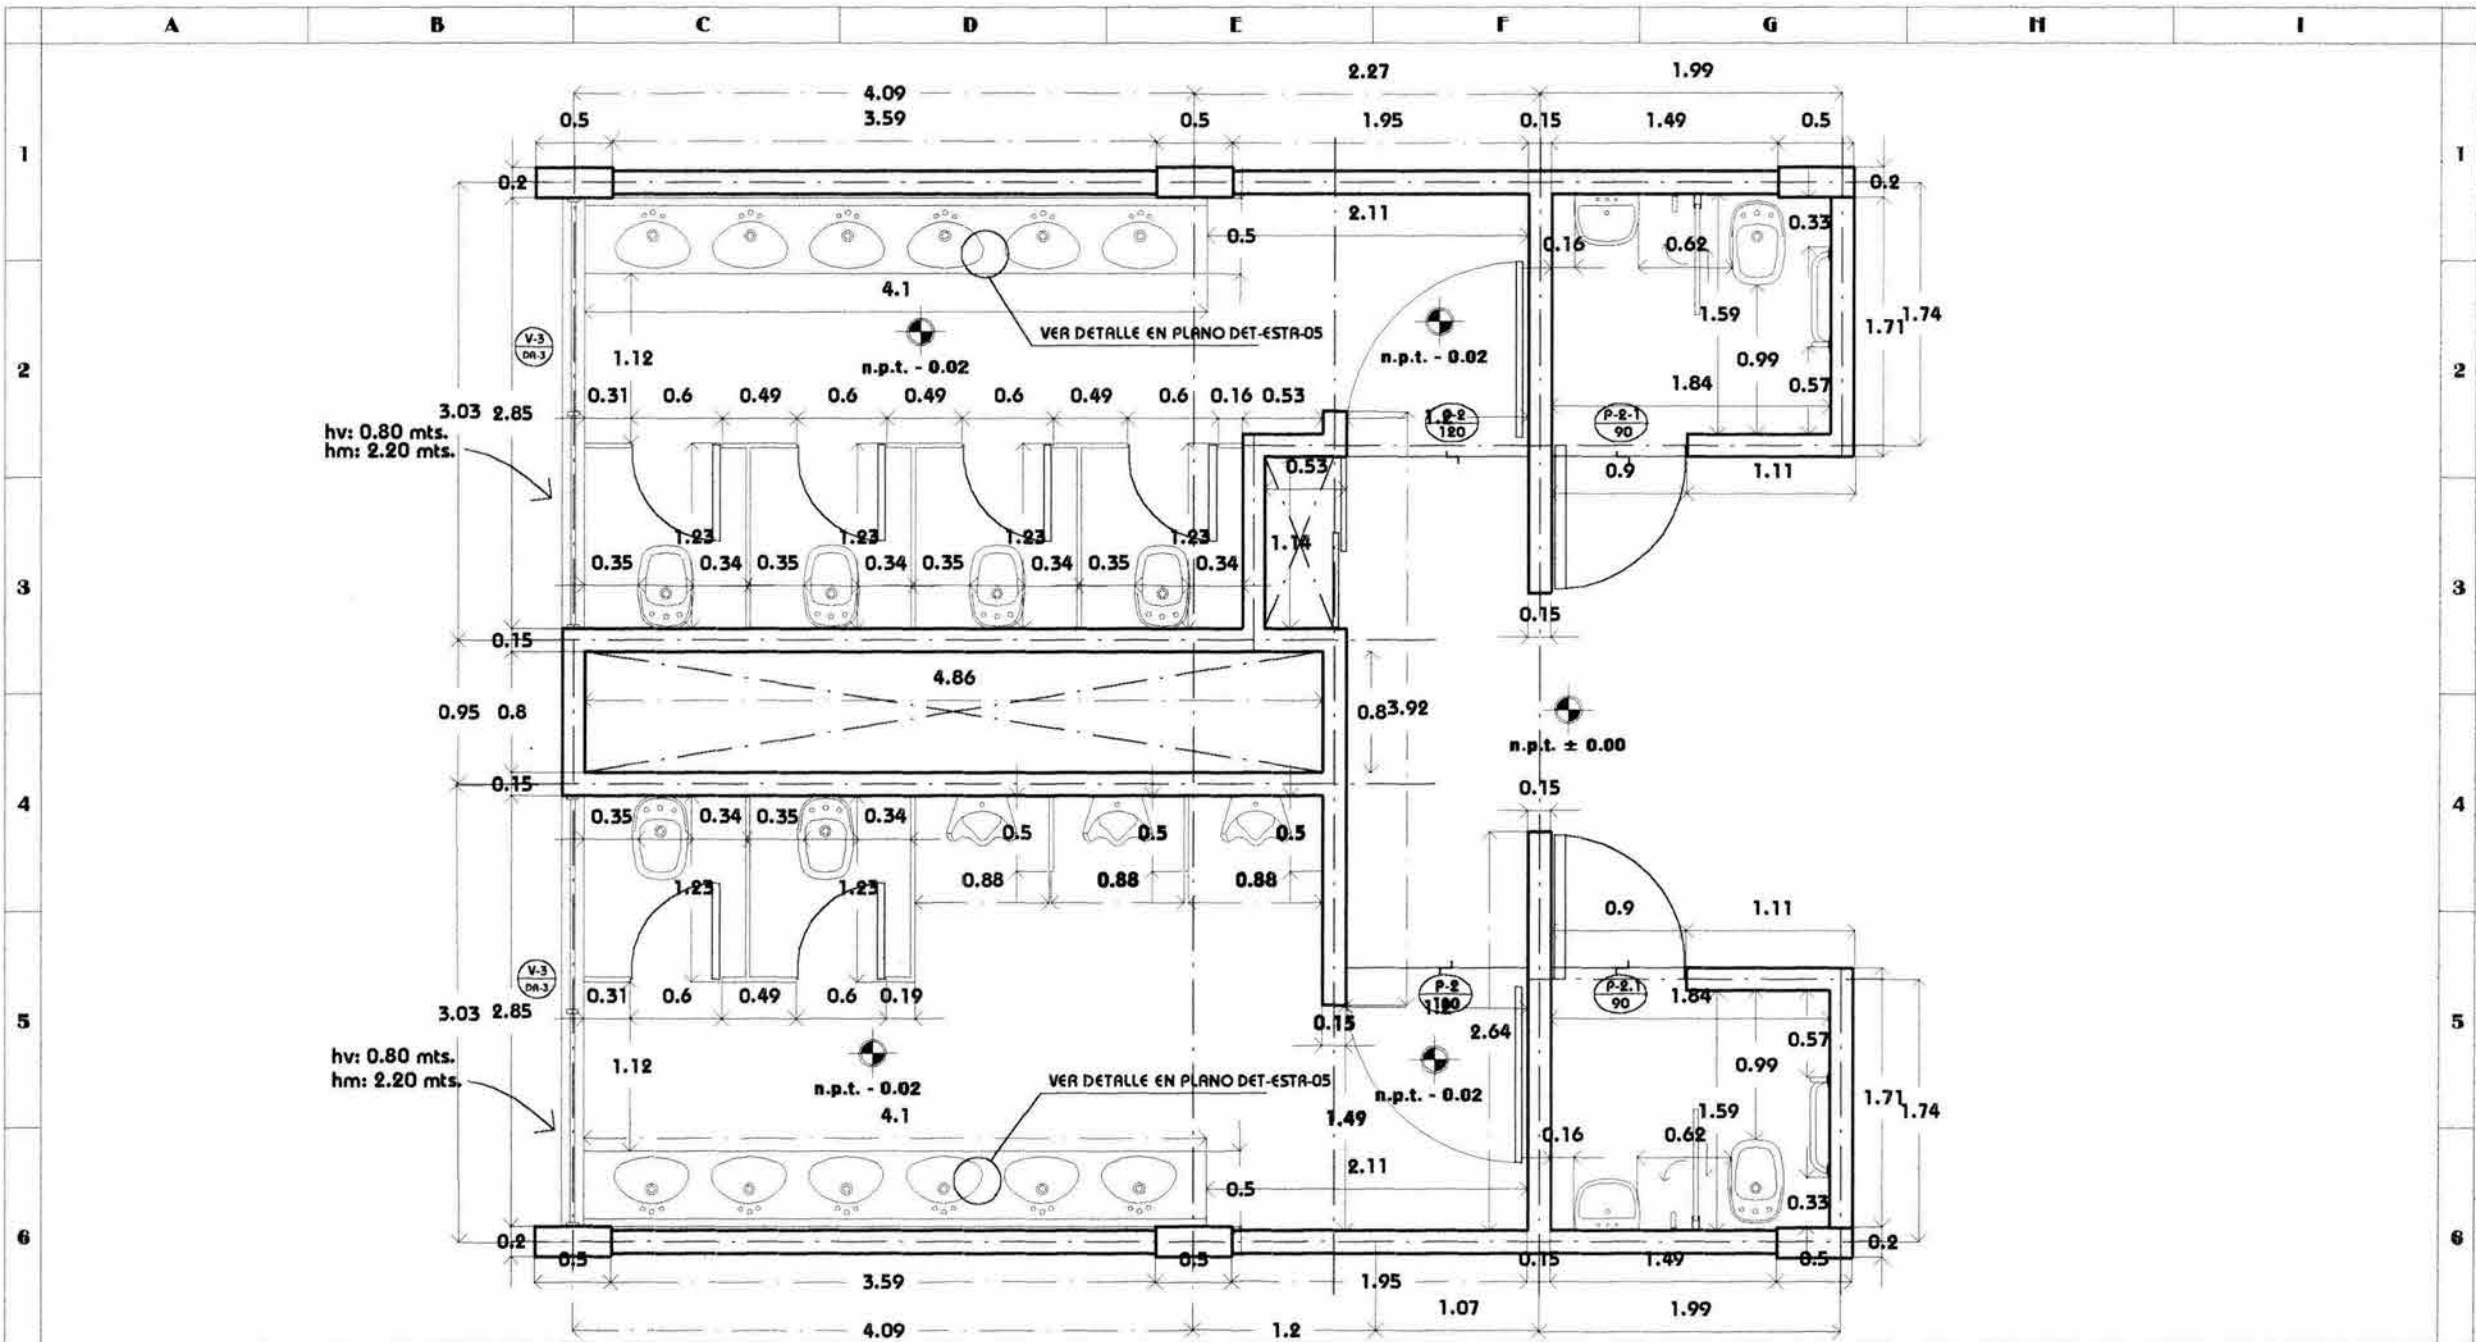 A B C D E F G H I
2.27 1.99
4.09
0.5 3.59 0.5 1.95 0.15 1.49 0.5
1 1
0.2 0.2
2.11 0.33
0.5 0.16 0.62
4.1
1.59 1.71 1.74
VER DETALLE EN PLANO DET-ESTR-05
V-3
DA-3
1.12 n.p.t. - 0.02 n.p.t. - 0.02 0.99
2 1.84 0.57 2
0.31 0.6 0.49 0.6 0.49 0.6 0.49 0.6 0.16 0.53
3.03 2.85
P-2
120
P-2-1
90
hv: 0.80 mts.
hm: 2.20 mts.
0.53 0.9 1.11
1.23 1.23 1.23 1.23 1.14
0.35 0.34 0.35 0.34 0.35 0.34 0.35 0.34
3 3
0.15
0.15
4.86
0.95 0.8 0.8 3.92
n.p.t. ± 0.00
0.15 0.15
4 4
0.35 0.34 0.35 0.34 0.5 0.5 0.5
1.23 1.23 0.88 0.88 0.88
0.9 1.11
V-3
DA-3
0.31 0.6 0.49 0.6 0.19
P-2
P-2.1
90
1.84
3.03 2.85
5 0.15 2.64 0.57 5
hv: 0.80 mts.
hm: 2.20 mts.
1.12 0.99
n.p.t. - 0.02 n.p.t. - 0.02
VER DETALLE EN PLANO DET-ESTR-05
4.1 1.49 1.59 1.71 1.74
0.16 0.62
2.11
0.5 0.33
6 6
0.2 0.2
0.5 0.5 0.15 1.49 0.5
3.59 1.95
1.07 1.99
4.09 1.2